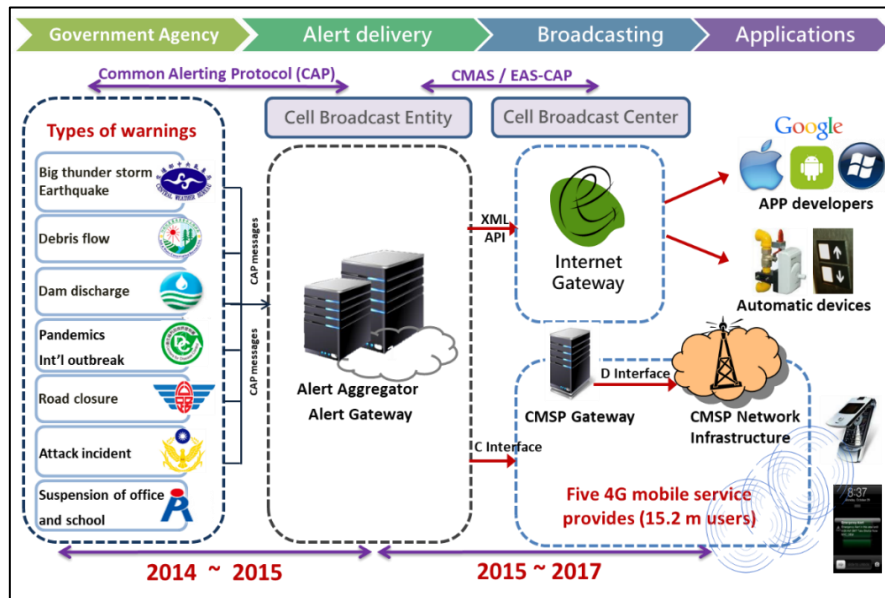 Government Agency
Alert delivery
Broadcasting
Applications
Common Alerting Protocol (CAP)
CMAS / EAS-CAP
Cell Broadcast Entity
Cell Broadcast Center
Types of warnings
Big thunder storm
Earthquake
Debris flow
Dam discharge
Pandemics
Int'l outbreak
Road closure
Attack incident
Suspension of office
and school
CAP messages
CAP messages
Alert Aggregator
Alert Gateway
XML
API
C Interface
Internet
Gateway
CMSP Gateway
D Interface
CMSP Network
Infrastructure
Five 4G mobile service
provides (15.2 m users)
Google
APP developers
Automatic devices
8:37
2014 ~ 2015
2015 ~ 2017